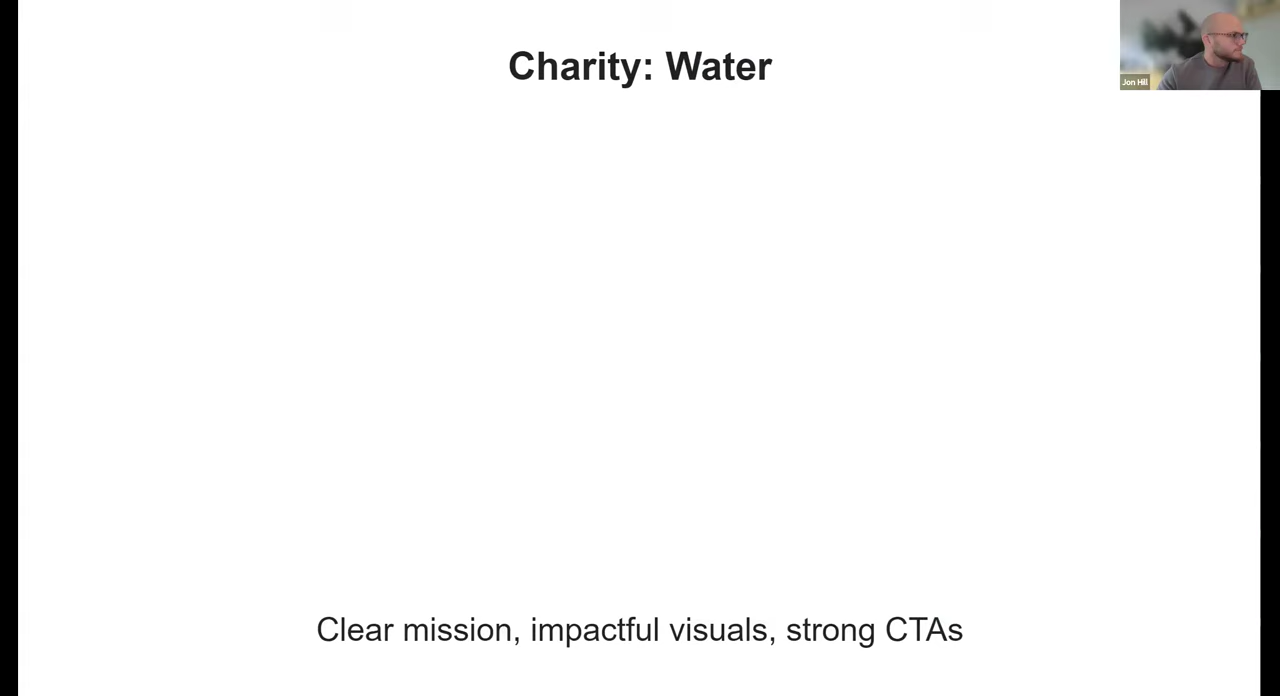 Charity: Water
Jon Hill
Clear mission, impactful visuals, strong CTAs